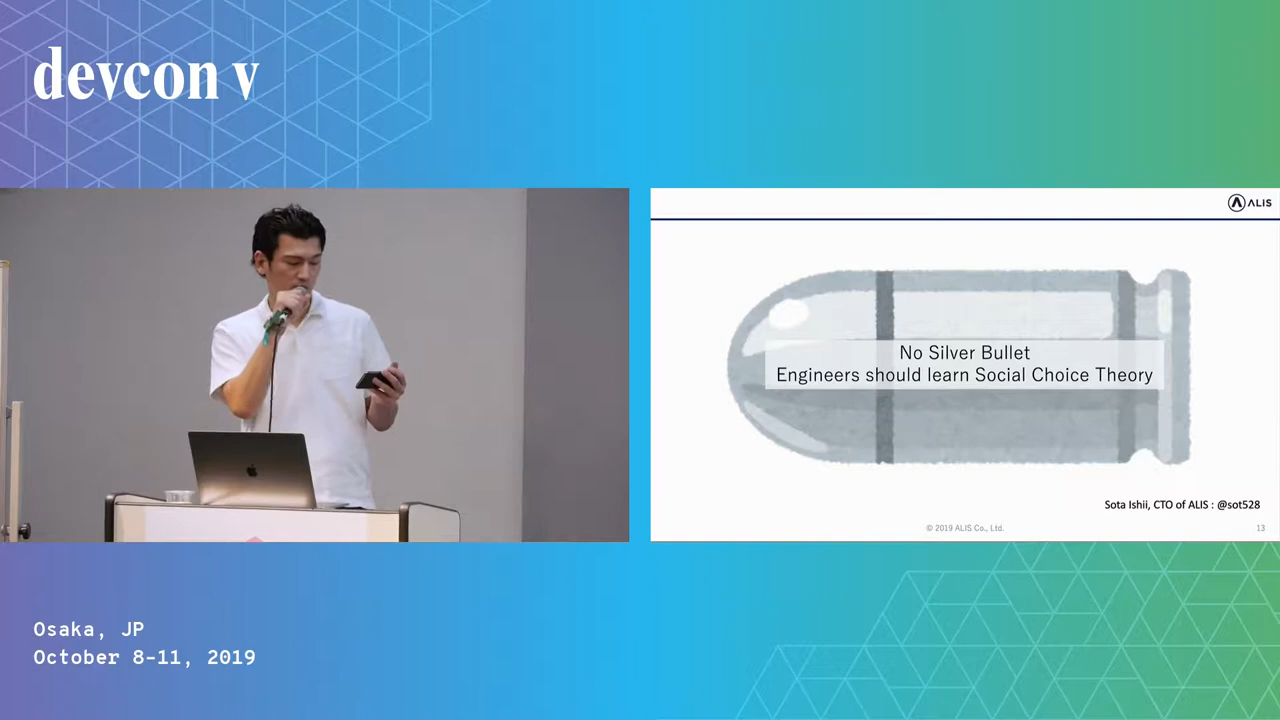 devcon v
ALIS
No Silver Bullet
Engineers should learn Social Choice Theory
Sota Ishii, CTO of ALIS : @sot528
© 2019 ALIS Co., Ltd.
13
Osaka, JP
October 8-11, 2019